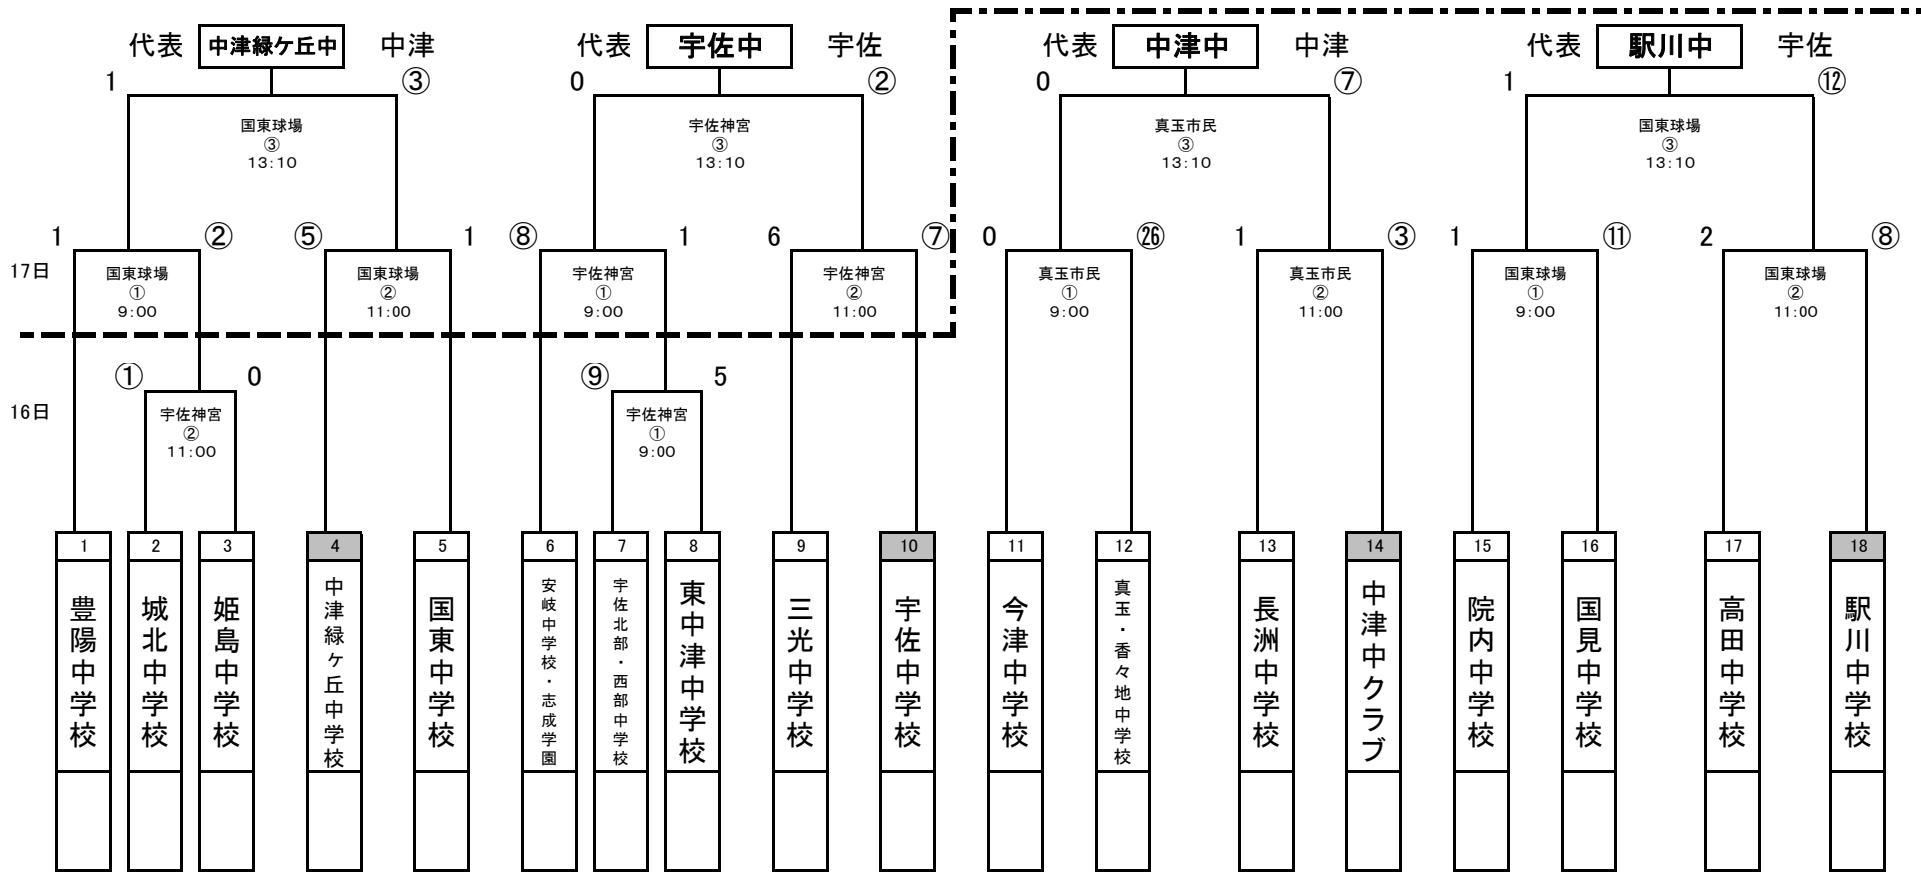 代表 中津緑ケ丘中 中津 代表 宇佐中 宇佐 代表 中津中 中津 代表 駅川中 宇佐
1 ③ 0 ② 0 ⑦ 1 ⑫
国東球場 宇佐神宮 真玉市民 国東球場
③ ③ ③ ③
13:10 13:10 13:10 13:10
1 ② ⑤ 1 ⑧ 1 6 ⑦ 0 ㉖ 1 ③ 1 ⑪ 2 ⑧
17日 国東球場 国東球場 宇佐神宮 宇佐神宮 真玉市民 真玉市民 国東球場 国東球場
① ② ① ② ① ② ① ②
9:00 11:00 9:00 11:00 9:00 11:00 9:00 11:00
① 0 ⑨ 5
16日 宇佐神宮 宇佐神宮
② ①
11:00 9:00
1 2 3 4 5 6 7 8 9 10 11 12 13 14 15 16 17 18
豊陽中学校
城北中学校
姫島中学校
中津緑ヶ丘中学校
国東中学校
安岐中学校・志成学園
宇佐北部・西部中学校
東中津中学校
三光中学校
宇佐中学校
今津中学校
真玉・香々地中学校
長洲中学校
中津中クラブ
院内中学校
国見中学校
高田中学校
駅川中学校